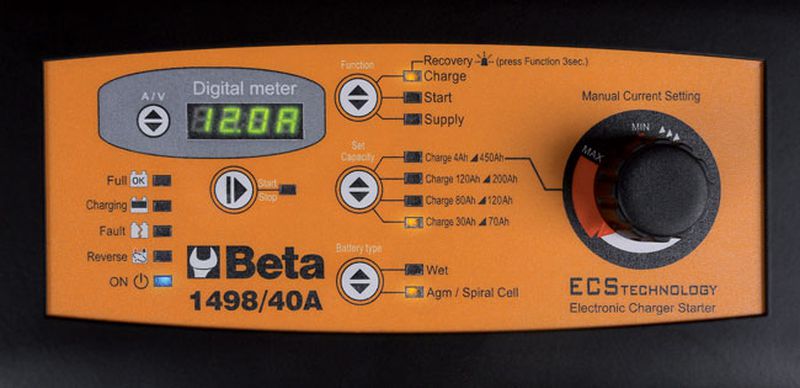 Digital meter
A / V
12.0A
Full OK
Charging
Fault
Reverse
ON
Start
Stop
Beta
1498/40A
Function
Recovery (press Function 3sec.)
Charge
Start
Supply
Set
Capacity
Charge 4Ah 450Ah
Charge 120Ah 200Ah
Charge 80Ah 120Ah
Charge 30Ah 70Ah
Battery type
Wet
Agm / Spiral Cell
Manual Current Setting
MIN
MAX
ECS TECHNOLOGY
Electronic Charger Starter